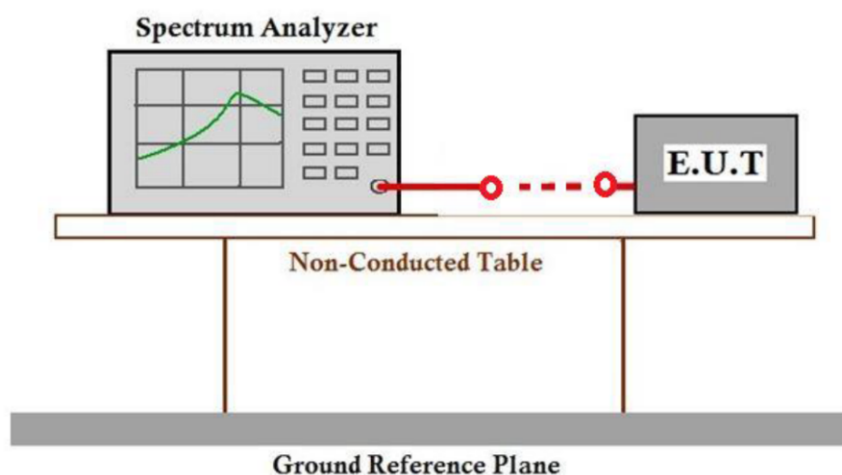 Spectrum Analyzer
E.U.T
Non-Conducted Table
Ground Reference Plane